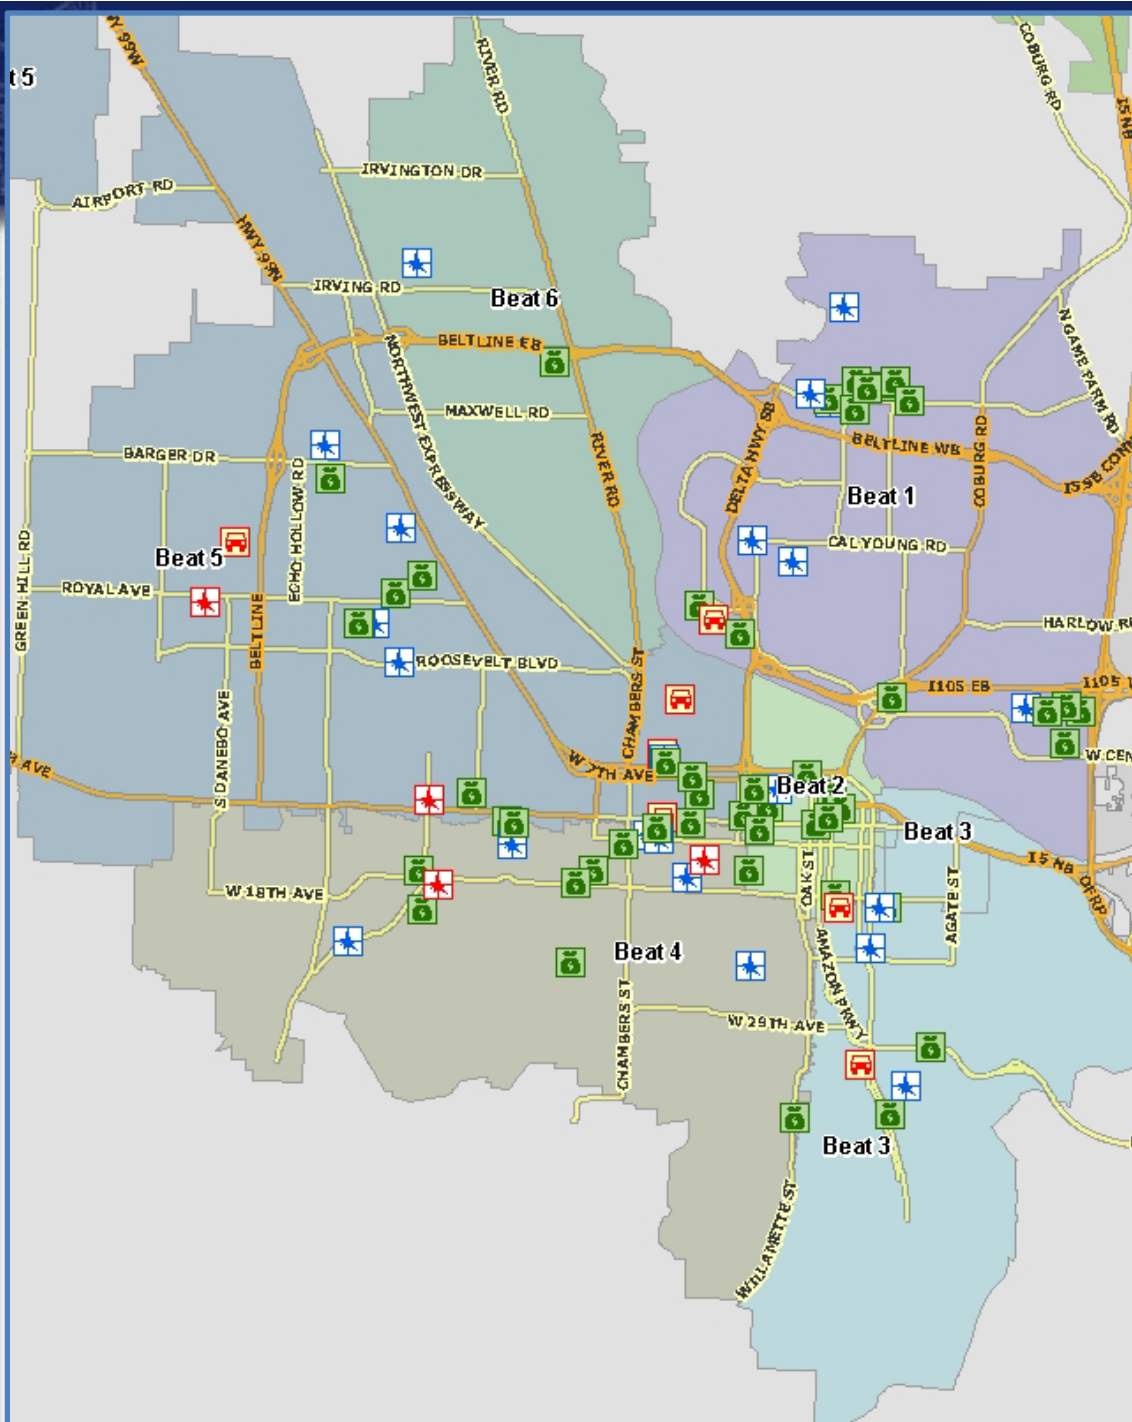 Y 99W
t 5
RIVER RD
COBURG RD
I5 NB
IRVINGTON DR
AIRPORT RD
HWY 99N
IRVING RD
Beat 6
N GAME FARM RD
BELTLINE EB
NORTHWEST EXPRESSWAY
MAXWELL RD
DELTA HWY SB
COBURG RD
BELTLINE WB
BARGER DR
RIVER RD
I5 SB CONN
ECHO HOLLOW RD
Beat 1
GREEN HILL RD
Beat 5
CAL YOUNG RD
ROYAL AVE
BELTLINE
HARLOW RD
ROOSEVELT BLVD
CHAMBERS ST
I105 EB
I105 W
S DANEBO AVE
H AVE
W 7TH AVE
W CEN
Beat 2
Beat 3
I5 NB OFRP
W 18TH AVE
OAK ST
AGATE ST
Beat 4
AMAZON PKWY
CHAMBERS ST
W 29TH AVE
Beat 3
WILLAMETTE ST